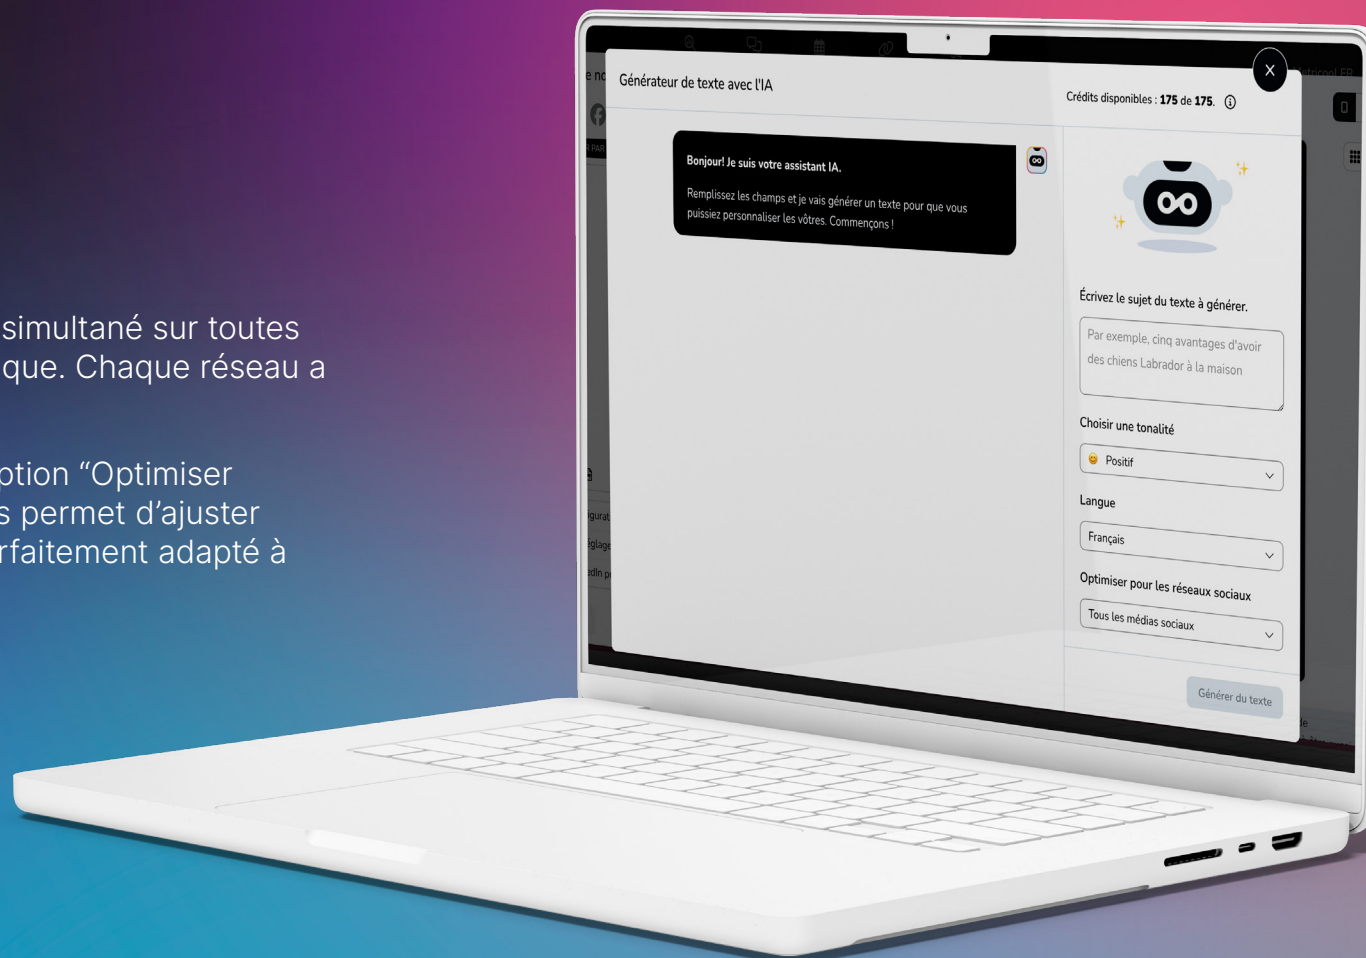 simultané sur toutes
que. Chaque réseau a
ption “Optimiser
s permet d’ajuster
rfaitement adapté à
Générateur de texte avec l'IA
Crédits disponibles : 175 de 175.
X
Bonjour! Je suis votre assistant IA.
Remplissez les champs et je vais générer un texte pour que vous
puissiez personnaliser les vôtres. Commençons !
Écrivez le sujet du texte à générer.
Par exemple, cinq avantages d'avoir
des chiens Labrador à la maison
Choisir une tonalité
Positif
Langue
Français
Optimiser pour les réseaux sociaux
Tous les médias sociaux
Générer du texte